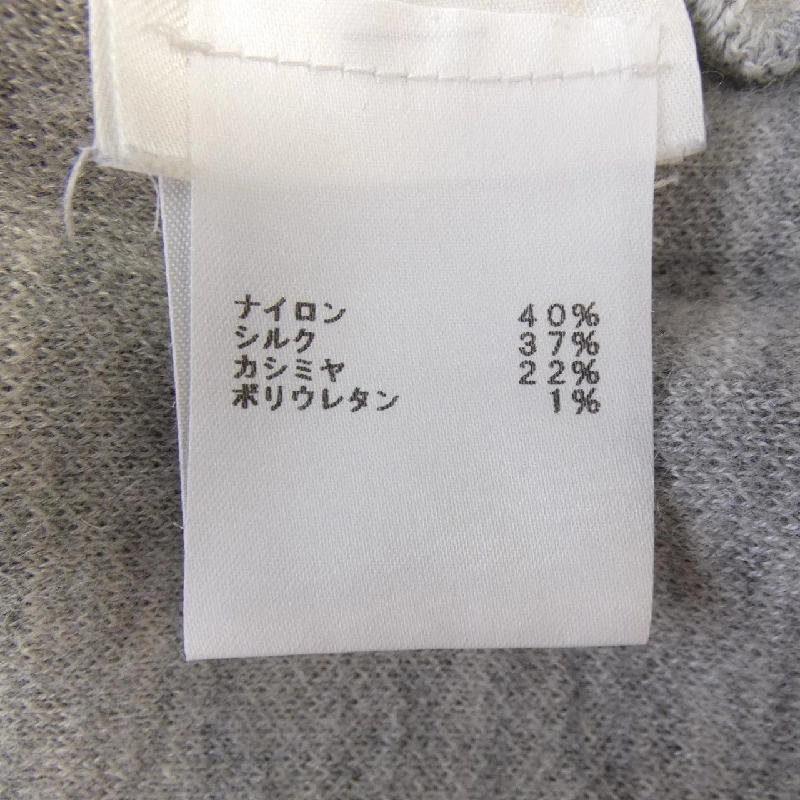 ナイロン 40%
シルク 37%
カシミヤ 22%
ポリウレタン 1%